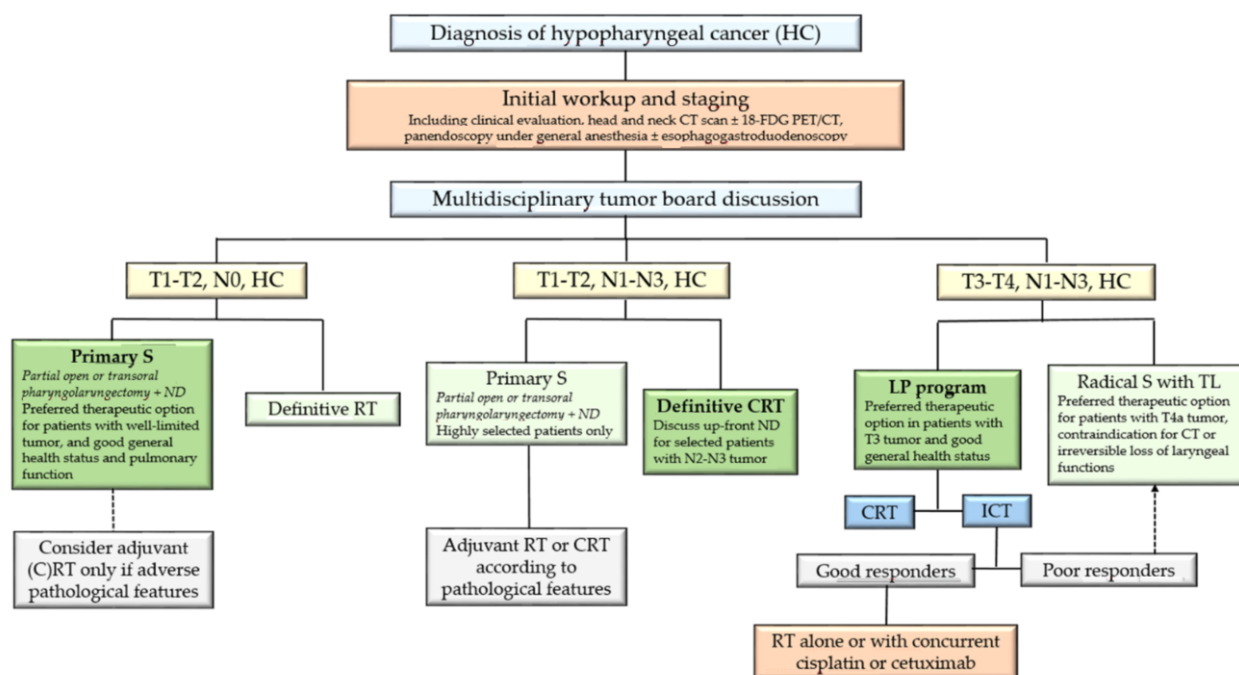 Diagnosis of hypopharyngeal cancer (HC)
Initial workup and staging
Including clinical evaluation, head and neck CT scan ± 18-FDG PET/CT,
panendoscopy under general anesthesia ± esophagogastroduodenoscopy
Multidisciplinary tumor board discussion
T1-T2, N0, HC
T1-T2, N1-N3, HC
T3-T4, N1-N3, HC
Primary S
Partial open or transoral
pharyngolaryngectomy + ND
Preferred therapeutic option
for patients with well-limited
tumor, and good general
health status and pulmonary
function
Definitive RT
Primary S
Partial open or transoral
pharyngolaryngectomy + ND
Highly selected patients only
Definitive CRT
Discuss up-front ND
for selected patients
with N2-N3 tumor
LP program
Preferred therapeutic
option in patients with
T3 tumor and good
general health status
Radical S with TL
Preferred therapeutic option
for patients with T4a tumor,
contraindication for CT or
irreversible loss of laryngeal
functions
CRT
ICT
Consider adjuvant
(C)RT only if adverse
pathological features
Adjuvant RT or CRT
according to
pathological features
Good responders
Poor responders
RT alone or with concurrent
cisplatin or cetuximab